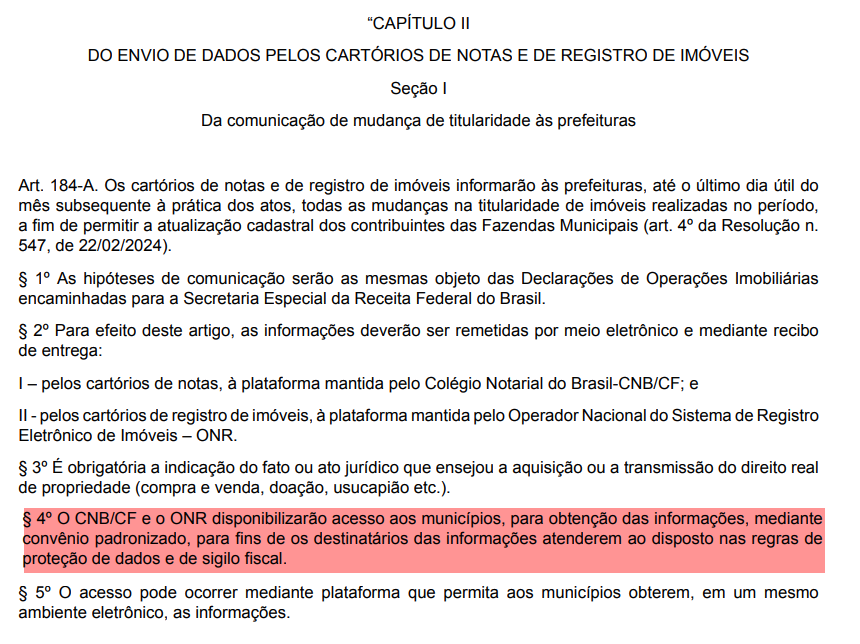 “CAPÍTULO II
DO ENVIO DE DADOS PELOS CARTÓRIOS DE NOTAS E DE REGISTRO DE IMÓVEIS
Seção I
Da comunicação de mudança de titularidade às prefeituras
Art. 184-A. Os cartórios de notas e de registro de imóveis informarão às prefeituras, até o último dia útil do
mês subsequente à prática dos atos, todas as mudanças na titularidade de imóveis realizadas no período,
a fim de permitir a atualização cadastral dos contribuintes das Fazendas Municipais (art. 4º da Resolução n.
547, de 22/02/2024).
§ 1º As hipóteses de comunicação serão as mesmas objeto das Declarações de Operações Imobiliárias
encaminhadas para a Secretaria Especial da Receita Federal do Brasil.
§ 2º Para efeito deste artigo, as informações deverão ser remetidas por meio eletrônico e mediante recibo
de entrega:
I – pelos cartórios de notas, à plataforma mantida pelo Colégio Notarial do Brasil-CNB/CF; e
II - pelos cartórios de registro de imóveis, à plataforma mantida pelo Operador Nacional do Sistema de Registro
Eletrônico de Imóveis – ONR.
§ 3º É obrigatória a indicação do fato ou ato jurídico que ensejou a aquisição ou a transmissão do direito real
de propriedade (compra e venda, doação, usucapião etc.).
§ 4º O CNB/CF e o ONR disponibilizarão acesso aos municípios, para obtenção das informações, mediante
convênio padronizado, para fins de os destinatários das informações atenderem ao disposto nas regras de
proteção de dados e de sigilo fiscal.
§ 5º O acesso pode ocorrer mediante plataforma que permita aos municípios obterem, em um mesmo
ambiente eletrônico, as informações.